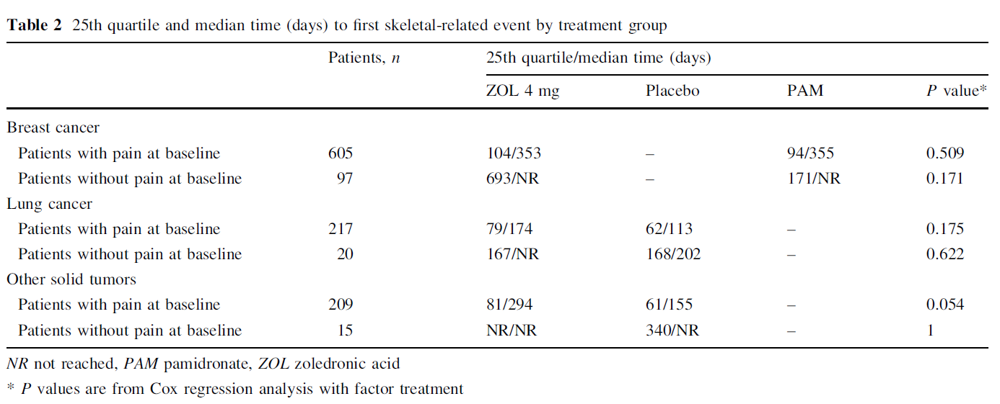 Table 2 25th quartile and median time (days) to first skeletal-related event by treatment group
Patients, n 25th quartile/median time (days)
ZOL 4 mg Placebo PAM P value*
Breast cancer
Patients with pain at baseline 605 104/353 – 94/355 0.509
Patients without pain at baseline 97 693/NR – 171/NR 0.171
Lung cancer
Patients with pain at baseline 217 79/174 62/113 – 0.175
Patients without pain at baseline 20 167/NR 168/202 – 0.622
Other solid tumors
Patients with pain at baseline 209 81/294 61/155 – 0.054
Patients without pain at baseline 15 NR/NR 340/NR – 1
NR not reached, PAM pamidronate, ZOL zoledronic acid
* P values are from Cox regression analysis with factor treatment